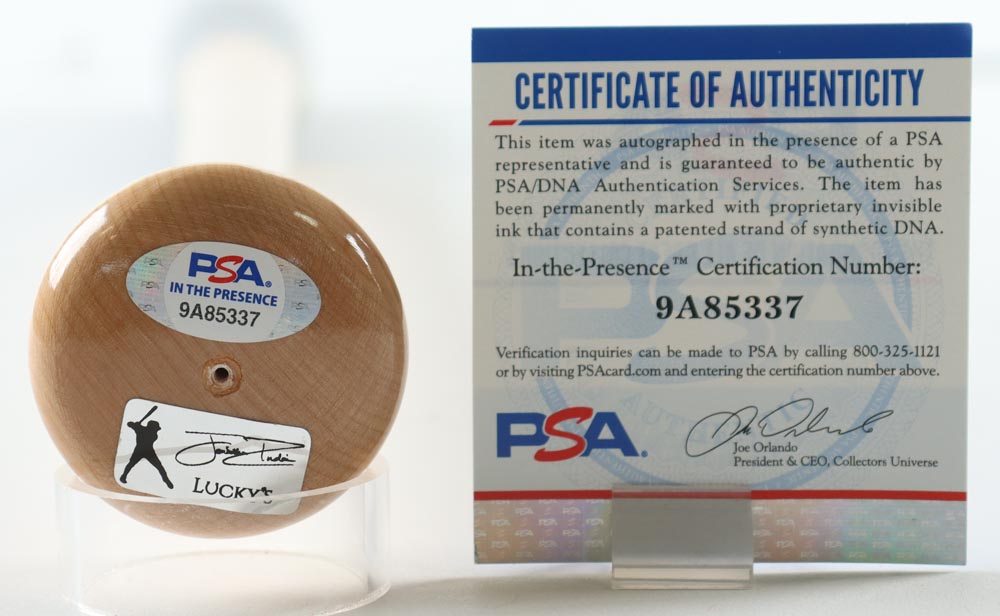 PSA®
IN THE PRESENCE
9A85337
LUCKY'S
CERTIFICATE OF AUTHENTICITY
This item was autographed in the presence of a PSA
representative and is guaranteed to be authentic by
PSA/DNA Authentication Services. The item has
been permanently marked with proprietary invisible
ink that contains a patented strand of synthetic DNA.
In-the-Presence™ Certification Number:
9A85337
Verification inquiries can be made to PSA by calling 800-325-1121
or by visiting PSAcard.com and entering the certification number above.
PSA.
Joe Orlando
President & CEO, Collectors Universe